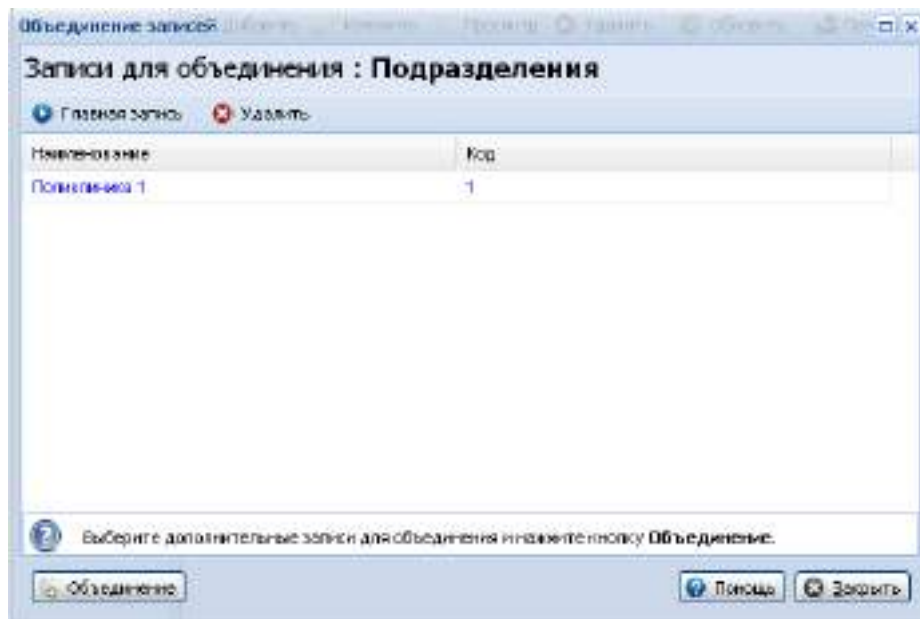 Объединение записей
Записи для объединения : Подразделения
Главная запись Удалить
Наименование Код
Поликлиника 1 1
Выберите дополнительные записи для объединения и нажмите кнопку Объединение.
Объединение Помощь Закрыть